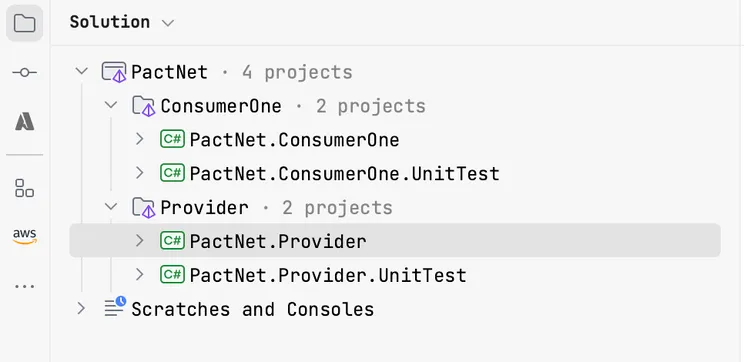 Solution
PactNet · 4 projects
ConsumerOne · 2 projects
C# PactNet.ConsumerOne
C# PactNet.ConsumerOne.UnitTest
Provider · 2 projects
C# PactNet.Provider
aws
C# PactNet.Provider.UnitTest
Scratches and Consoles